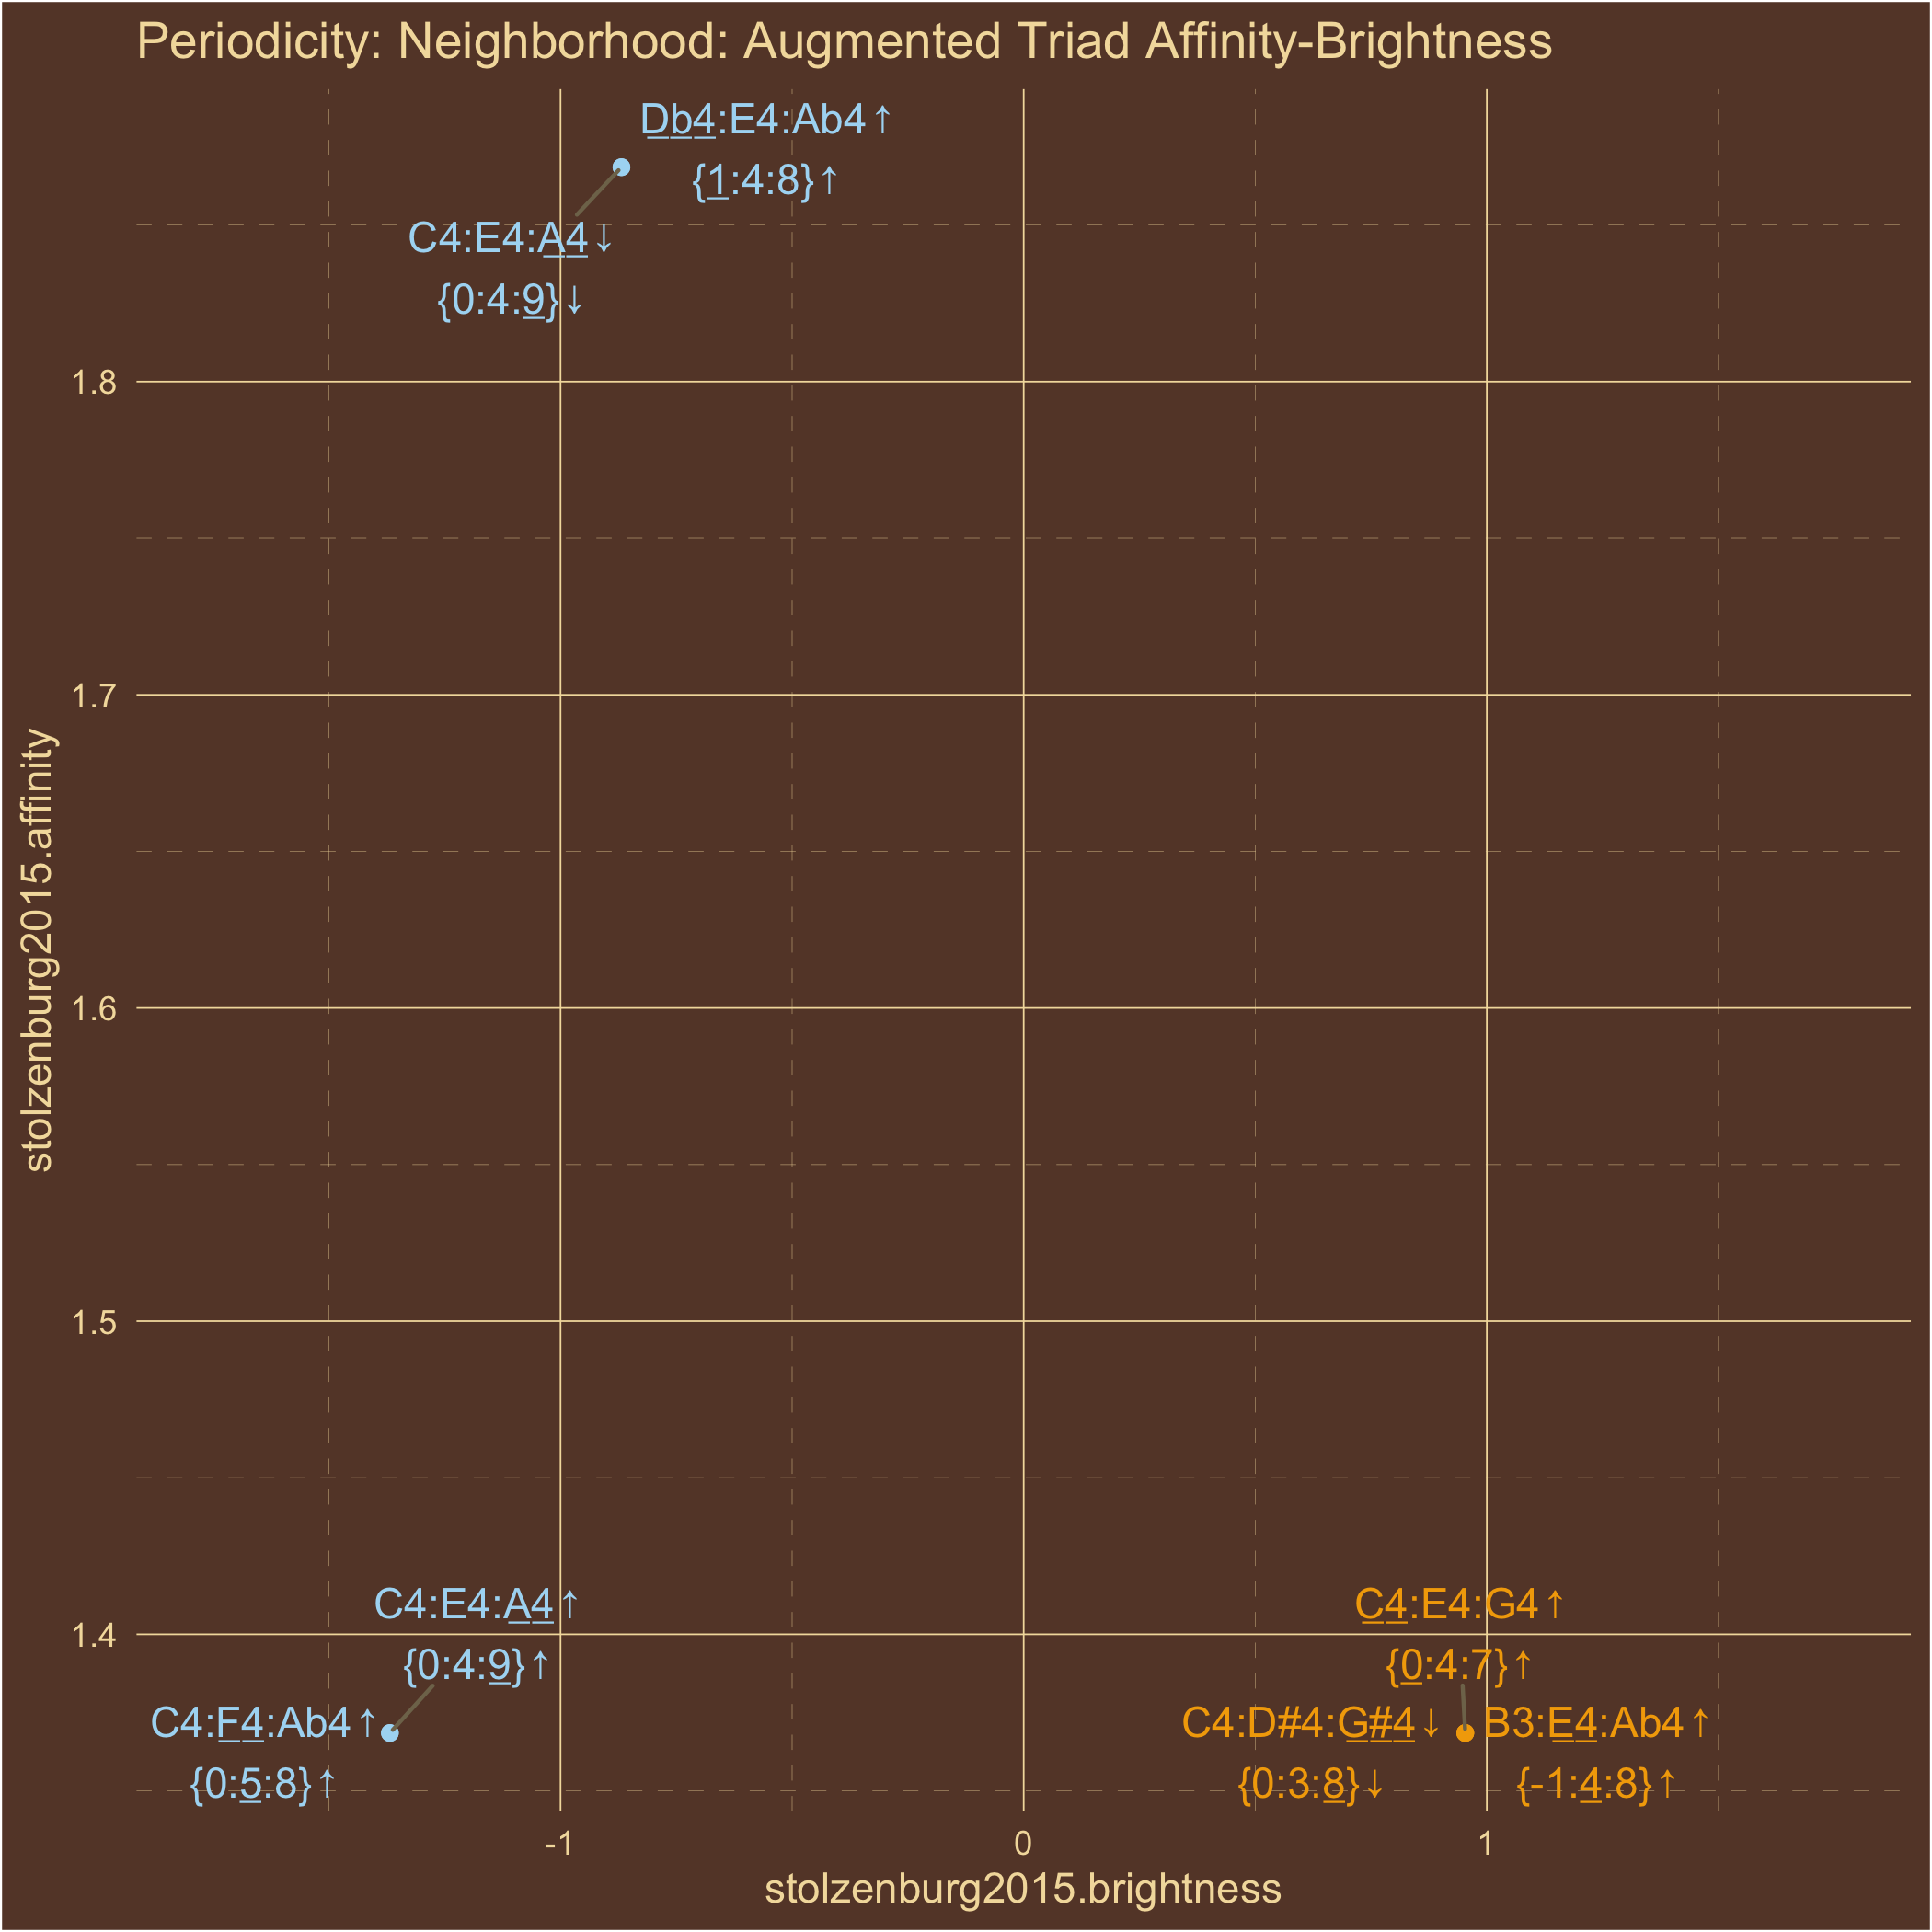 Periodicity: Neighborhood: Augmented Triad Affinity-Brightness
Db4:E4:Ab4↑
{1:4:8}↑
C4:E4:A4↓
{0:4:9}↓
1.8
1.7
1.6
1.5
1.4
stolzenburg2015.affinity
C4:E4:A4↑
{0:4:9}↑
C4:F4:Ab4↑
{0:5:8}↑
C4:E4:G4↑
{0:4:7}↑
C4:D#4:G#4↓
{0:3:8}↓
B3:E4:Ab4↑
{-1:4:8}↑
-1
0
1
stolzenburg2015.brightness